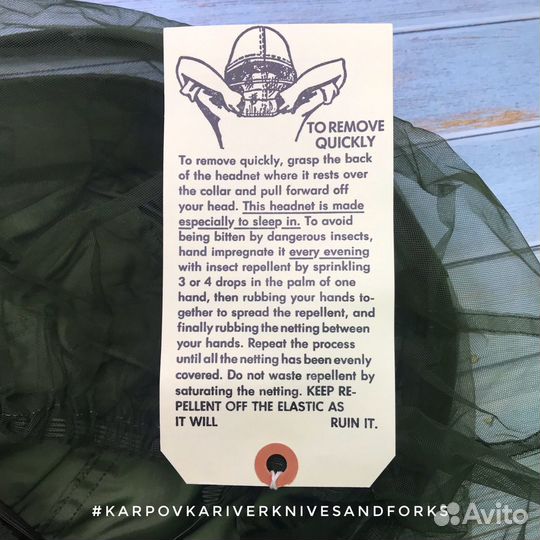 TO REMOVE
QUICKLY
To remove quickly, grasp the back
of the headnet where it rests over
the collar and pull forward off
your head. This headnet is made
especially to sleep in. To avoid
being bitten by dangerous insects,
hand impregnate it every evening
with insect repellent by sprinkling
3 or 4 drops in the palm of one
hand, then rubbing your hands to-
gether to spread the repellent, and
finally rubbing the netting between
your hands. Repeat the process
until all the netting has been evenly
covered. Do not waste repellent by
saturating the netting. KEEP RE-
PELLENT OFF THE ELASTIC AS
IT WILL RUIN IT.
#KARPOVKARIVERKNIVESANDFORKS
Avito